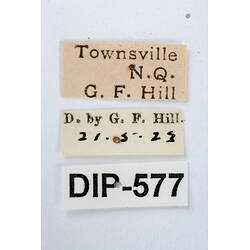 Townsville
N.Q.
G. F. Hill
D. by G. F. Hill.
21.5-23
DIP-577